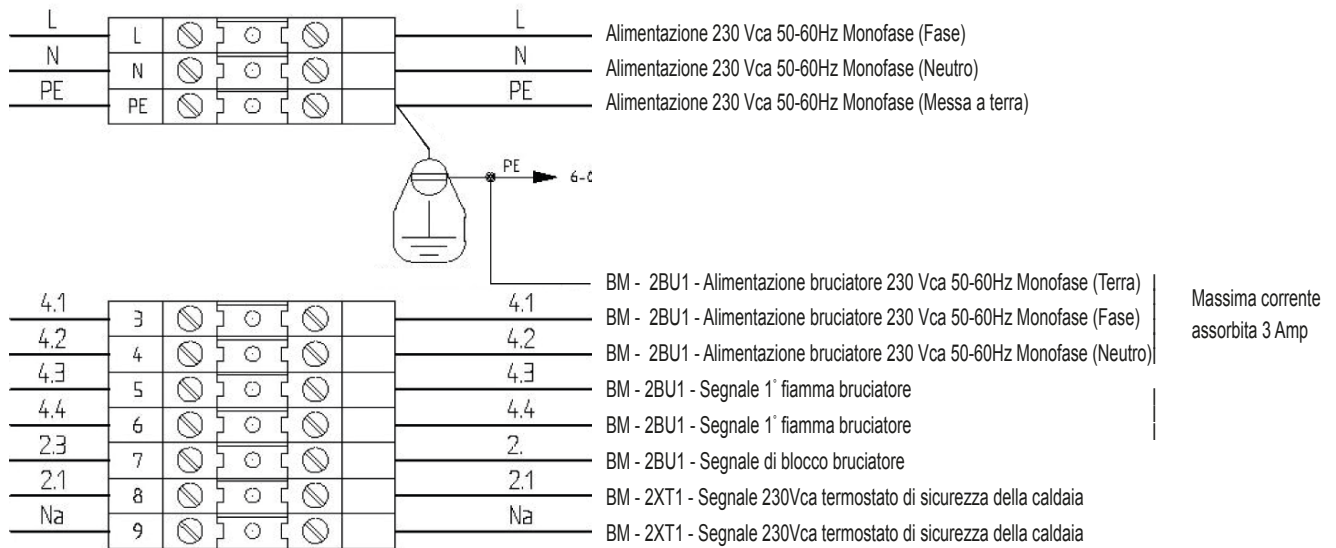 L L L Alimentazione 230 Vca 50-60Hz Monofase (Fase)
N N N Alimentazione 230 Vca 50-60Hz Monofase (Neutro)
PE PE PE Alimentazione 230 Vca 50-60Hz Monofase (Messa a terra)
PE
BM - 2BU1 - Alimentazione bruciatore 230 Vca 50-60Hz Monofase (Terra)
4.1 3 4.1 BM - 2BU1 - Alimentazione bruciatore 230 Vca 50-60Hz Monofase (Fase)
4.2 4 4.2 BM - 2BU1 - Alimentazione bruciatore 230 Vca 50-60Hz Monofase (Neutro)
Massima corrente
assorbita 3 Amp
4.3 5 4.3 BM - 2BU1 - Segnale 1° fiamma bruciatore
4.4 6 4.4 BM - 2BU1 - Segnale 1° fiamma bruciatore
2.3 7 2. BM - 2BU1 - Segnale di blocco bruciatore
2.1 8 2.1 BM - 2XT1 - Segnale 230Vca termostato di sicurezza della caldaia
Na 9 Na BM - 2XT1 - Segnale 230Vca termostato di sicurezza della caldaia